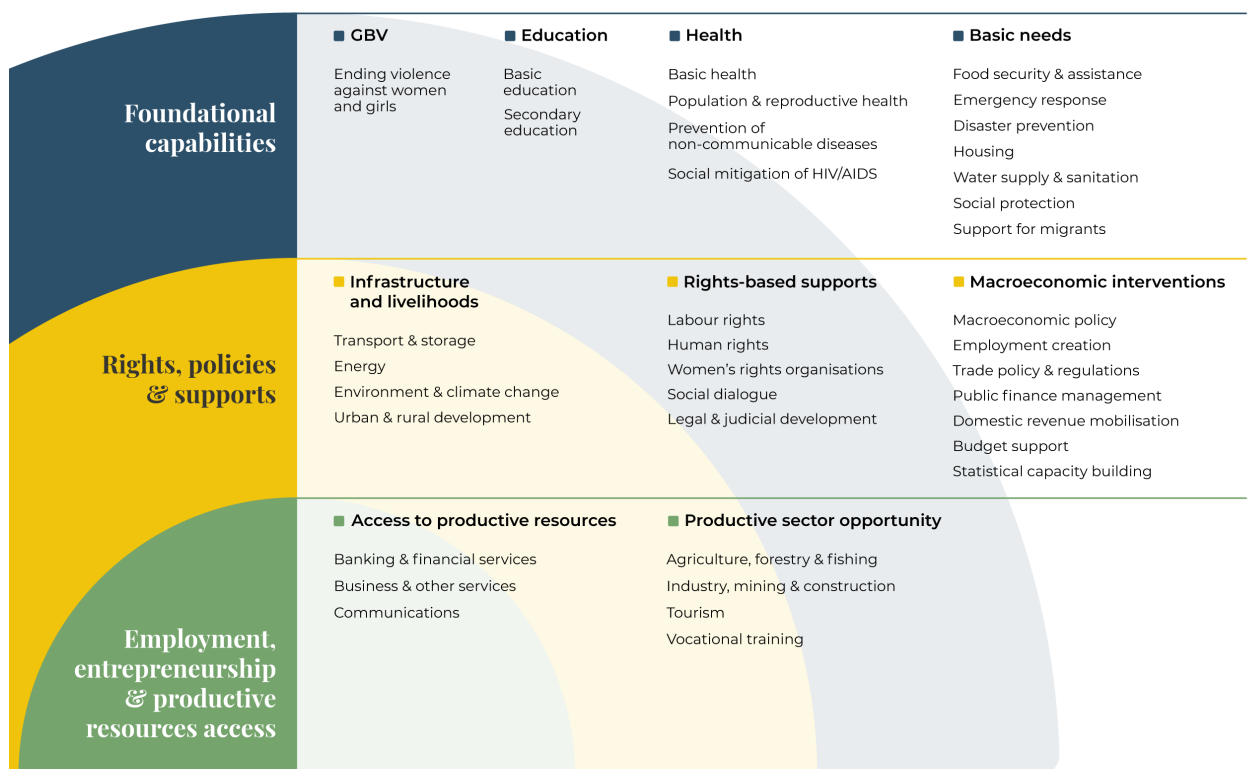 Foundational
capabilities
GBV
Ending violence
against women
and girls
Education
Basic
education
Secondary
education
Health
Basic health
Population & reproductive health
Prevention of
non-communicable diseases
Social mitigation of HIV/AIDS
Basic needs
Food security & assistance
Emergency response
Disaster prevention
Housing
Water supply & sanitation
Social protection
Support for migrants
Rights, policies
& supports
Infrastructure
and livelihoods
Transport & storage
Energy
Environment & climate change
Urban & rural development
Rights-based supports
Labour rights
Human rights
Women’s rights organisations
Social dialogue
Legal & judicial development
Macroeconomic interventions
Macroeconomic policy
Employment creation
Trade policy & regulations
Public finance management
Domestic revenue mobilisation
Budget support
Statistical capacity building
Employment,
entrepreneurship
& productive
resources access
Access to productive resources
Banking & financial services
Business & other services
Communications
Productive sector opportunity
Agriculture, forestry & fishing
Industry, mining & construction
Tourism
Vocational training